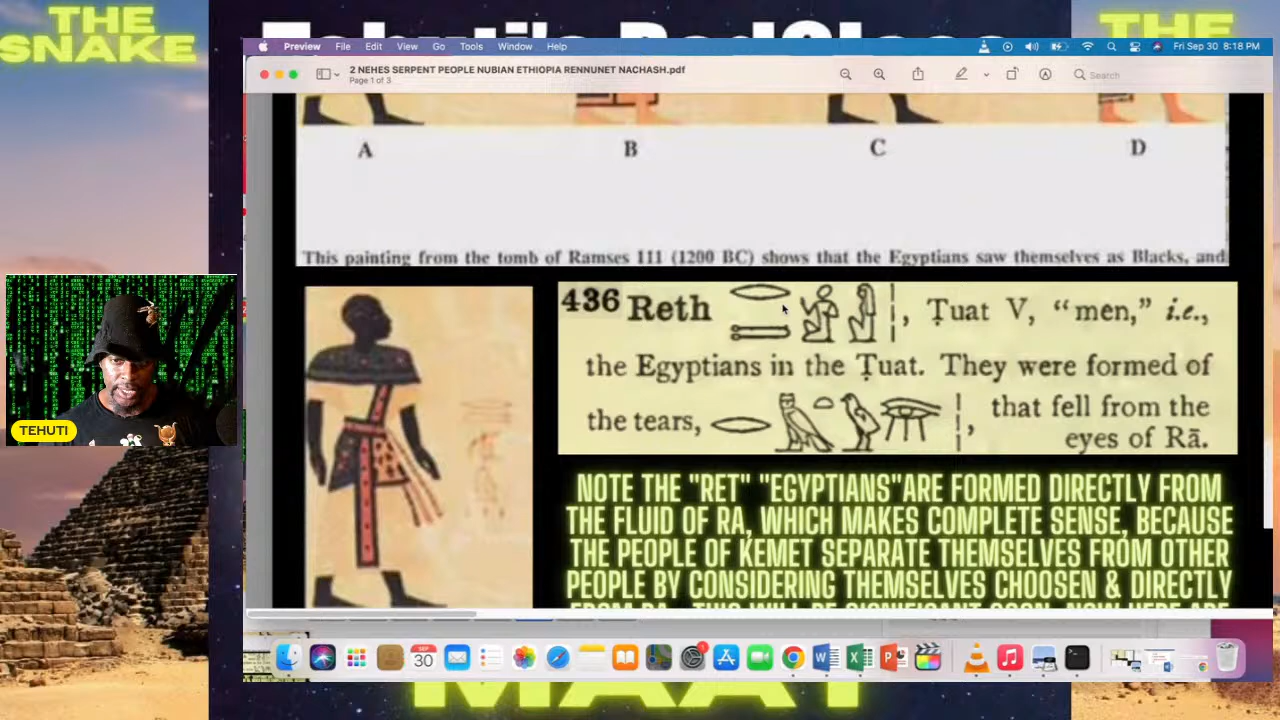 THE
SNAKE
THE
Preview File Edit View Go Tools Window Help
Fri Sep 30 8:18 PM
2 NEHES SERPENT PEOPLE NUBIAN ETHIOPIA RENNUNET NACHASH.pdf
Page 1 of 3
Search
A B C D
This painting from the tomb of Ramses 111 (1200 BC) shows that the Egyptians saw themselves as Blacks, and
436 Reth , Ṭuat V, “men,” i.e.,
the Egyptians in the Ṭuat. They were formed of
the tears, , that fell from the
eyes of Rā.
NOTE THE "RET" "EGYPTIANS"ARE FORMED DIRECTLY FROM
THE FLUID OF RA, WHICH MAKES COMPLETE SENSE, BECAUSE
THE PEOPLE OF KEMET SEPARATE THEMSELVES FROM OTHER
PEOPLE BY CONSIDERING THEMSELVES CHOOSEN & DIRECTLY
TEHUTI
SEP
30
MAAT